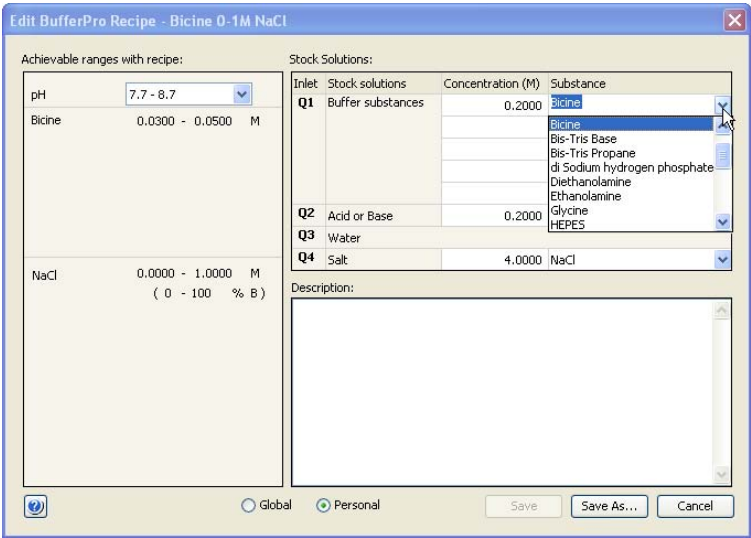 Edit BufferPro Recipe - Bicine 0-1M NaCl
Achievable ranges with recipe:
pH 7.7 - 8.7
Bicine 0.0300 - 0.0500 M
NaCl 0.0000 - 1.0000 M
( 0 - 100 % B )
Stock Solutions:
Inlet Stock solutions Concentration (M) Substance
Q1 Buffer substances 0.2000 Bicine
Bicine
Bis-Tris Base
Bis-Tris Propane
di Sodium hydrogen phosphate
Diethanolamine
Ethanolamine
Glycine
HEPES
Q2 Acid or Base 0.2000
Q3 Water
Q4 Salt 4.0000 NaCl
Description:
Global Personal Save Save As... Cancel